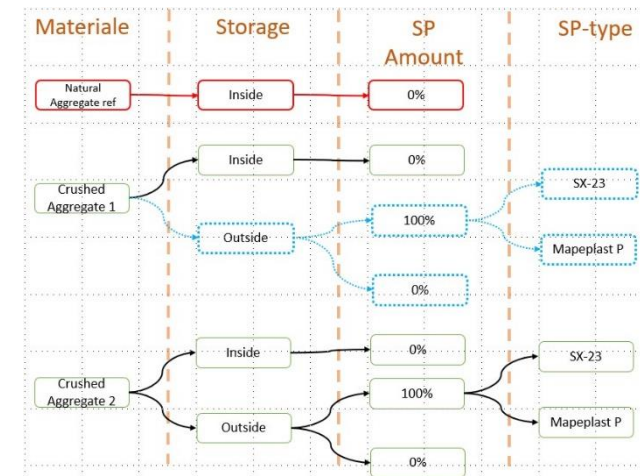 Materiale
Storage
SP
Amount
SP-type
Natural
Aggregate ref
Inside
0%
Inside
0%
Crushed
Aggregate 1
SX-23
Outside
100%
Mapeplast P
0%
Inside
0%
Crushed
Aggregate 2
SX-23
100%
Outside
Mapeplast P
0%